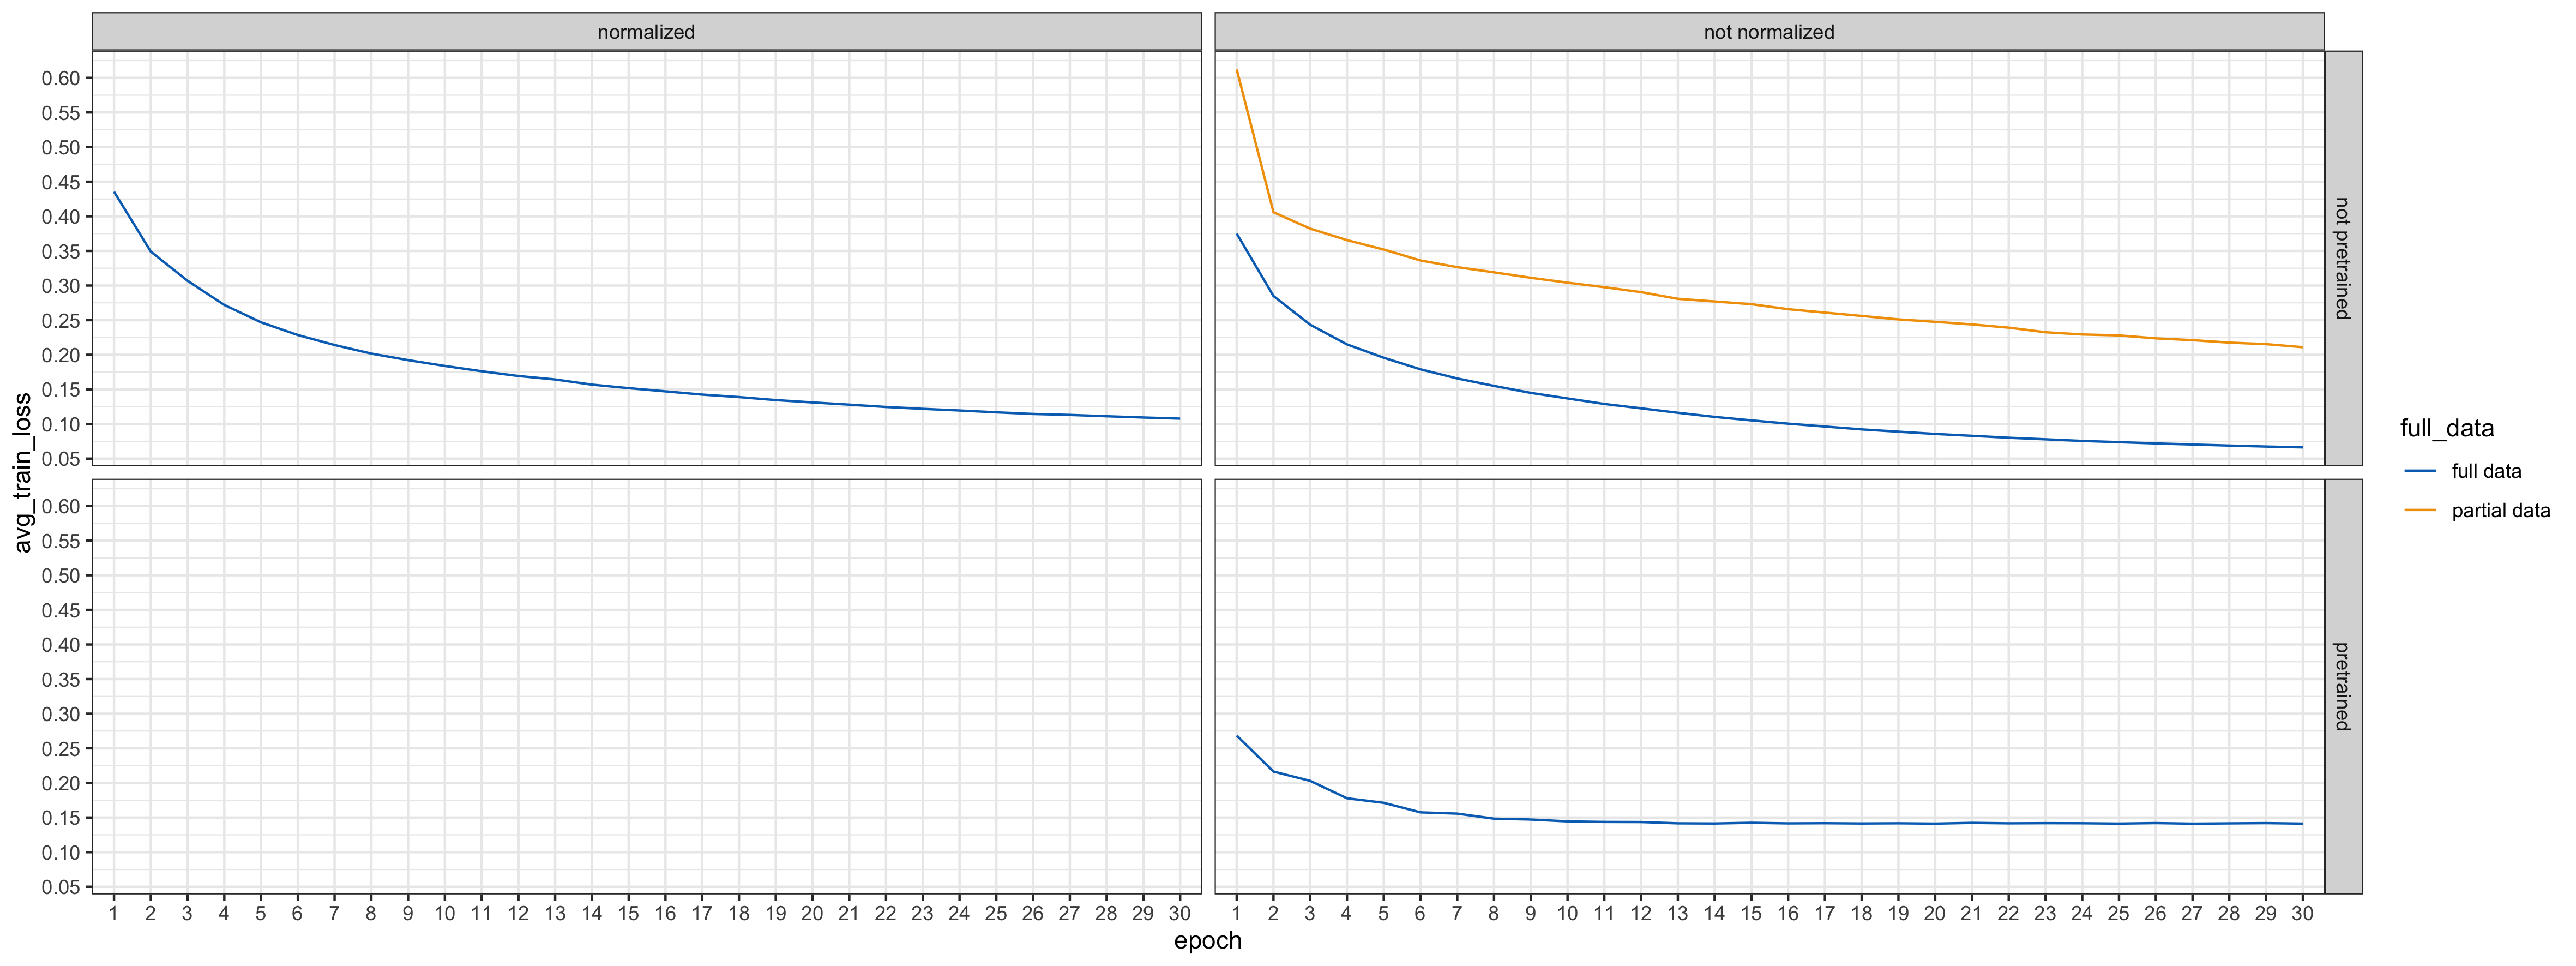 normalized
not normalized
0.60
0.55
0.50
0.45
0.40
0.35
0.30
0.25
0.20
0.15
0.10
0.05
not pretrained
0.60
0.55
0.50
0.45
0.40
0.35
0.30
0.25
0.20
0.15
0.10
0.05
pretrained
avg_train_loss
1 2 3 4 5 6 7 8 9 10 11 12 13 14 15 16 17 18 19 20 21 22 23 24 25 26 27 28 29 30
1 2 3 4 5 6 7 8 9 10 11 12 13 14 15 16 17 18 19 20 21 22 23 24 25 26 27 28 29 30
epoch
full_data
full data
partial data